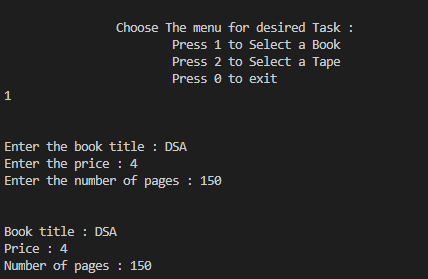 Choose The menu for desired Task :
Press 1 to Select a Book
Press 2 to Select a Tape
Press 0 to exit
1
Enter the book title : DSA
Enter the price : 4
Enter the number of pages : 150
Book title : DSA
Price : 4
Number of pages : 150